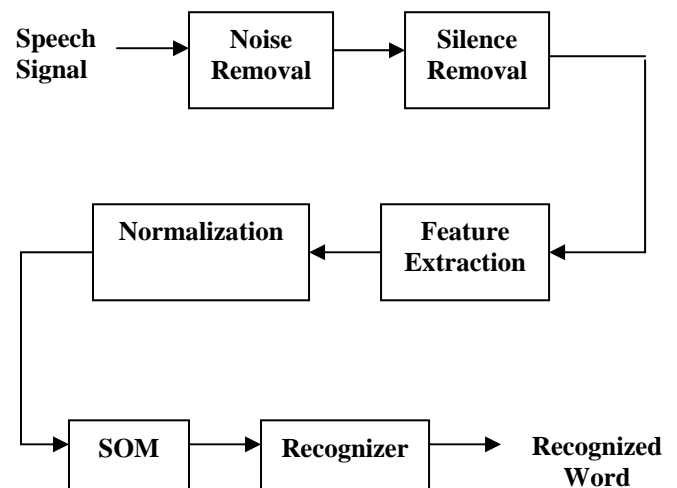 Speech
Signal
Noise
Removal
Silence
Removal
Normalization
Feature
Extraction
SOM
Recognizer
Recognized
Word